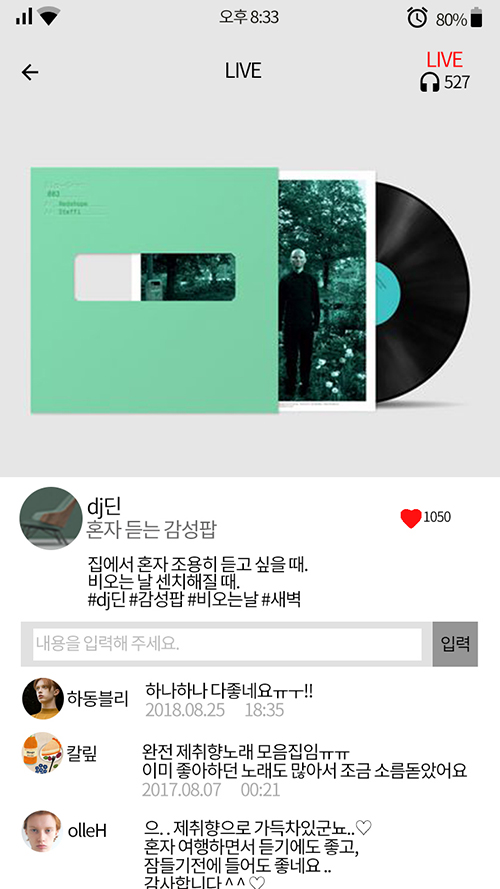 오후 8:33
80%
LIVE
LIVE
527
003
Redshape
Steffi
dj딘
혼자 듣는 감성팝
1050
집에서 혼자 조용히 듣고 싶을 때.
비오는 날 센치해질 때.
#dj딘 #감성팝 #비오는날 #새벽
내용을 입력해 주세요.
입력
하동블리
하나하나 다좋네요ㅠㅜ!!
2018.08.25 18:35
칼맆
완전 제취향노래 모음집임ㅠㅠ
이미 좋아하던 노래도 많아서 조금 소름돋았어요
2017.08.07 00:21
olleH
으. . 제취향으로 가득차있군뇨..♡
혼자 여행하면서 듣기에도 좋고,
잠들기전에 들어도 좋네요 ..
감사합니다 ^ ^ ♡